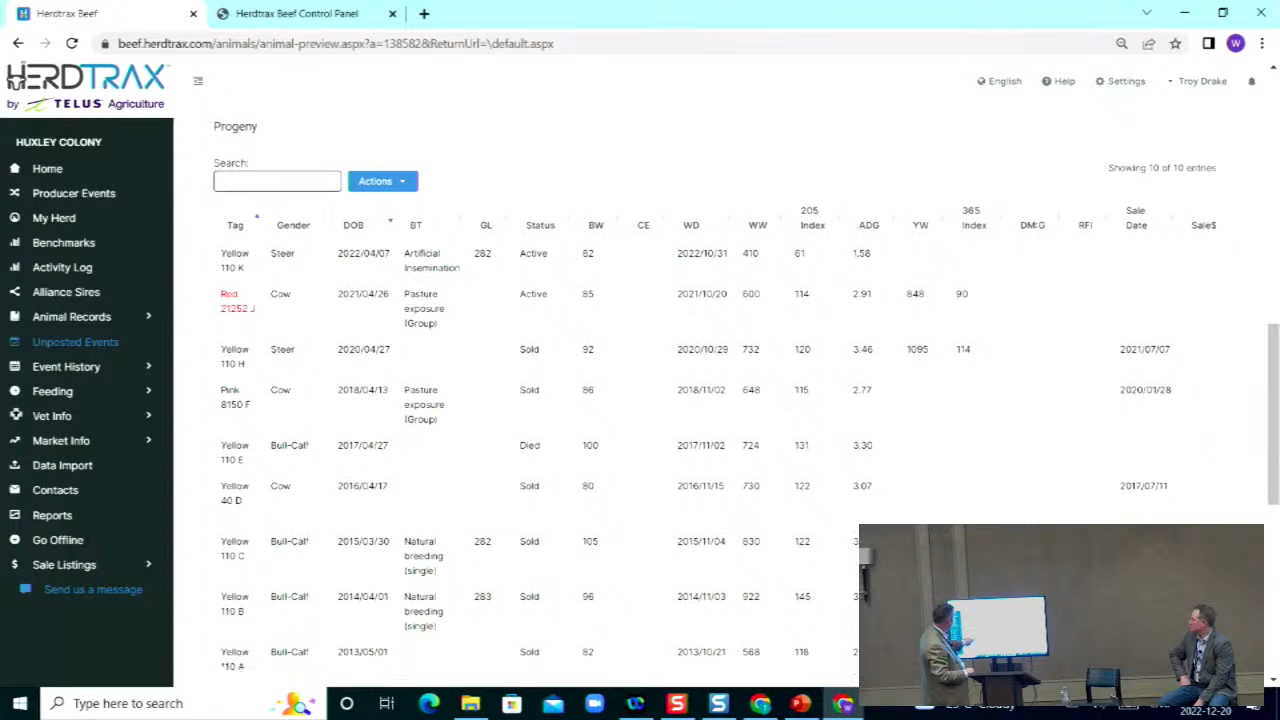 Herdtrax Beef
Herdtrax Beef Control Panel
beef.herdtrax.com/animals/animal-preview.aspx?a=138582&ReturnUrl=\default.aspx
W
HERDTRAX
by TELUS Agriculture
English Help Settings Troy Drake
HUXLEY COLONY
Home
Producer Events
My Herd
Benchmarks
Activity Log
Alliance Sires
Animal Records
Unposted Events
Event History
Feeding
Vet Info
Market Info
Data Import
Contacts
Reports
Go Offline
Sale Listings
Send us a message
Progeny
Search:
Actions
Showing 10 of 10 entries
Tag Gender DOB BT GL Status BW CE WD WW 205 Index ADG YW 365 Index DMG RFI Sale Date Sale$
Yellow 110 K Steer 2022/04/07 Artificial Insemination 282 Active 62 2022/10/31 410 61 1.58
Red 21252 J Cow 2021/04/26 Pasture exposure (Group) Active 85 2021/10/20 600 114 2.91 848 90
Yellow 110 H Steer 2020/04/27 Sold 92 2020/10/29 732 120 3.46 1095 114 2021/07/07
Pink 8150 F Cow 2018/04/13 Pasture exposure (Group) Sold 86 2018/11/02 648 115 2.77 2020/01/28
Yellow 110 E Bull-Calf 2017/04/27 Died 100 2017/11/02 724 131 3.30
Yellow 40 D Cow 2016/04/17 Sold 80 2016/11/15 730 122 3.07 2017/07/11
Yellow 110 C Bull-Calf 2015/03/30 Natural breeding (single) 282 Sold 105 2015/11/04 830 122
Yellow 110 B Bull-Calf 2014/04/01 Natural breeding (single) 283 Sold 96 2014/11/03 922 145
Yellow 110 A Bull-Calf 2013/05/01 Sold 82 2013/10/21 568 118
Type here to search
2022-12-20